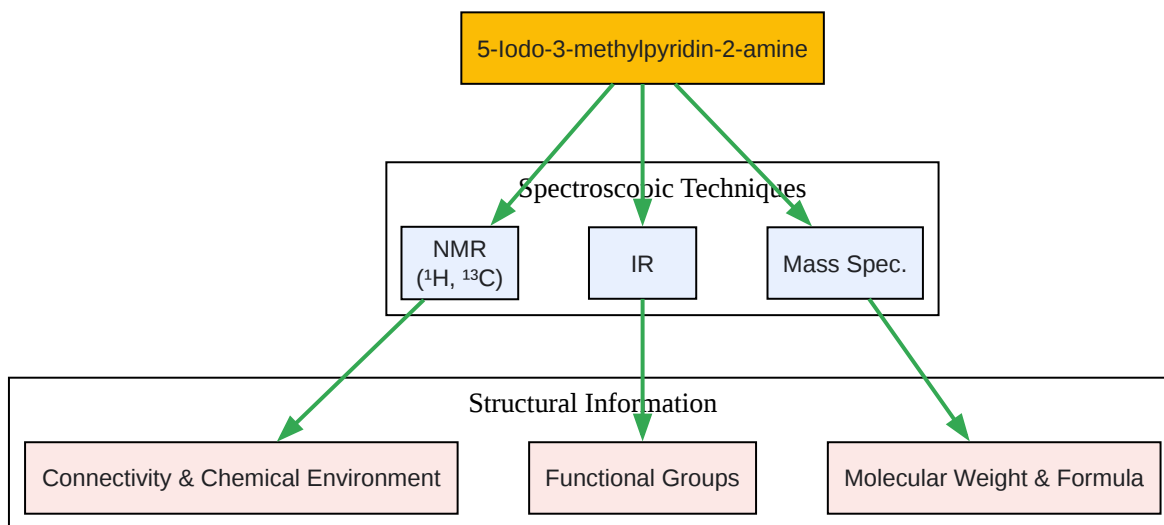 5-Iodo-3-methylpyridin-2-amine
Spectroscopic Techniques
NMR
(¹H, ¹³C)
IR
Mass Spec.
Structural Information
Connectivity & Chemical Environment
Functional Groups
Molecular Weight & Formula